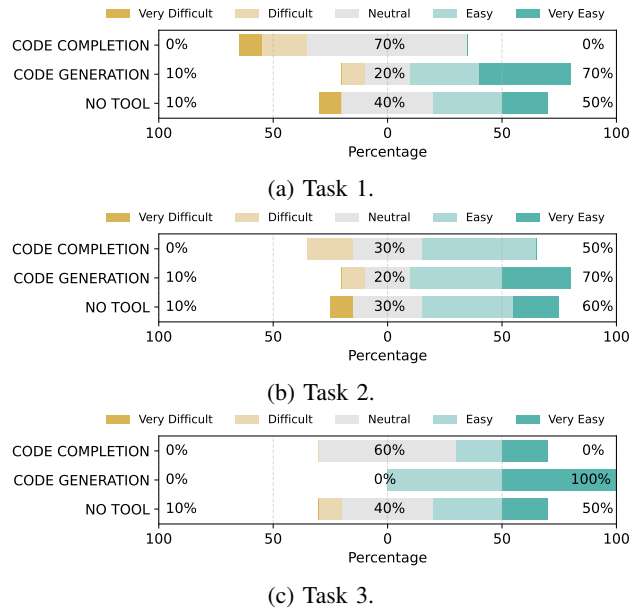 Very Difficult Difficult Neutral Easy Very Easy
CODE COMPLETION 0% 70% 0%
CODE GENERATION 10% 20% 70%
NO TOOL 10% 40% 50%
100 50 0 50 100
Percentage
(a) Task 1.
Very Difficult Difficult Neutral Easy Very Easy
CODE COMPLETION 0% 30% 50%
CODE GENERATION 10% 20% 70%
NO TOOL 10% 30% 60%
100 50 0 50 100
Percentage
(b) Task 2.
Very Difficult Difficult Neutral Easy Very Easy
CODE COMPLETION 0% 60% 0%
CODE GENERATION 0% 0% 100%
NO TOOL 10% 40% 50%
100 50 0 50 100
Percentage
(c) Task 3.